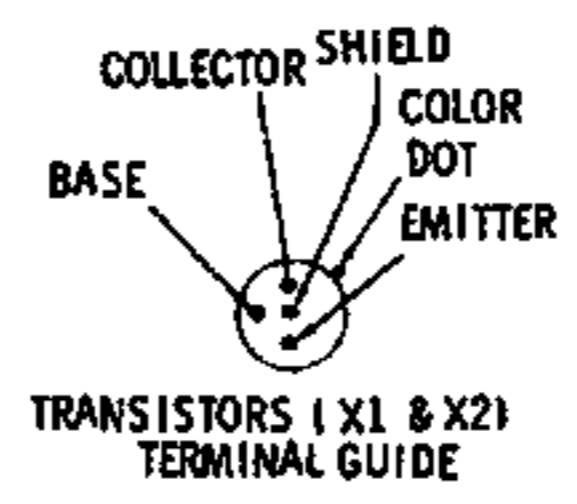 COLLECTOR
SHIELD
COLOR
DOT
BASE
EMITTER
TRANSISTORS (X1 & X2)
TERMINAL GUIDE